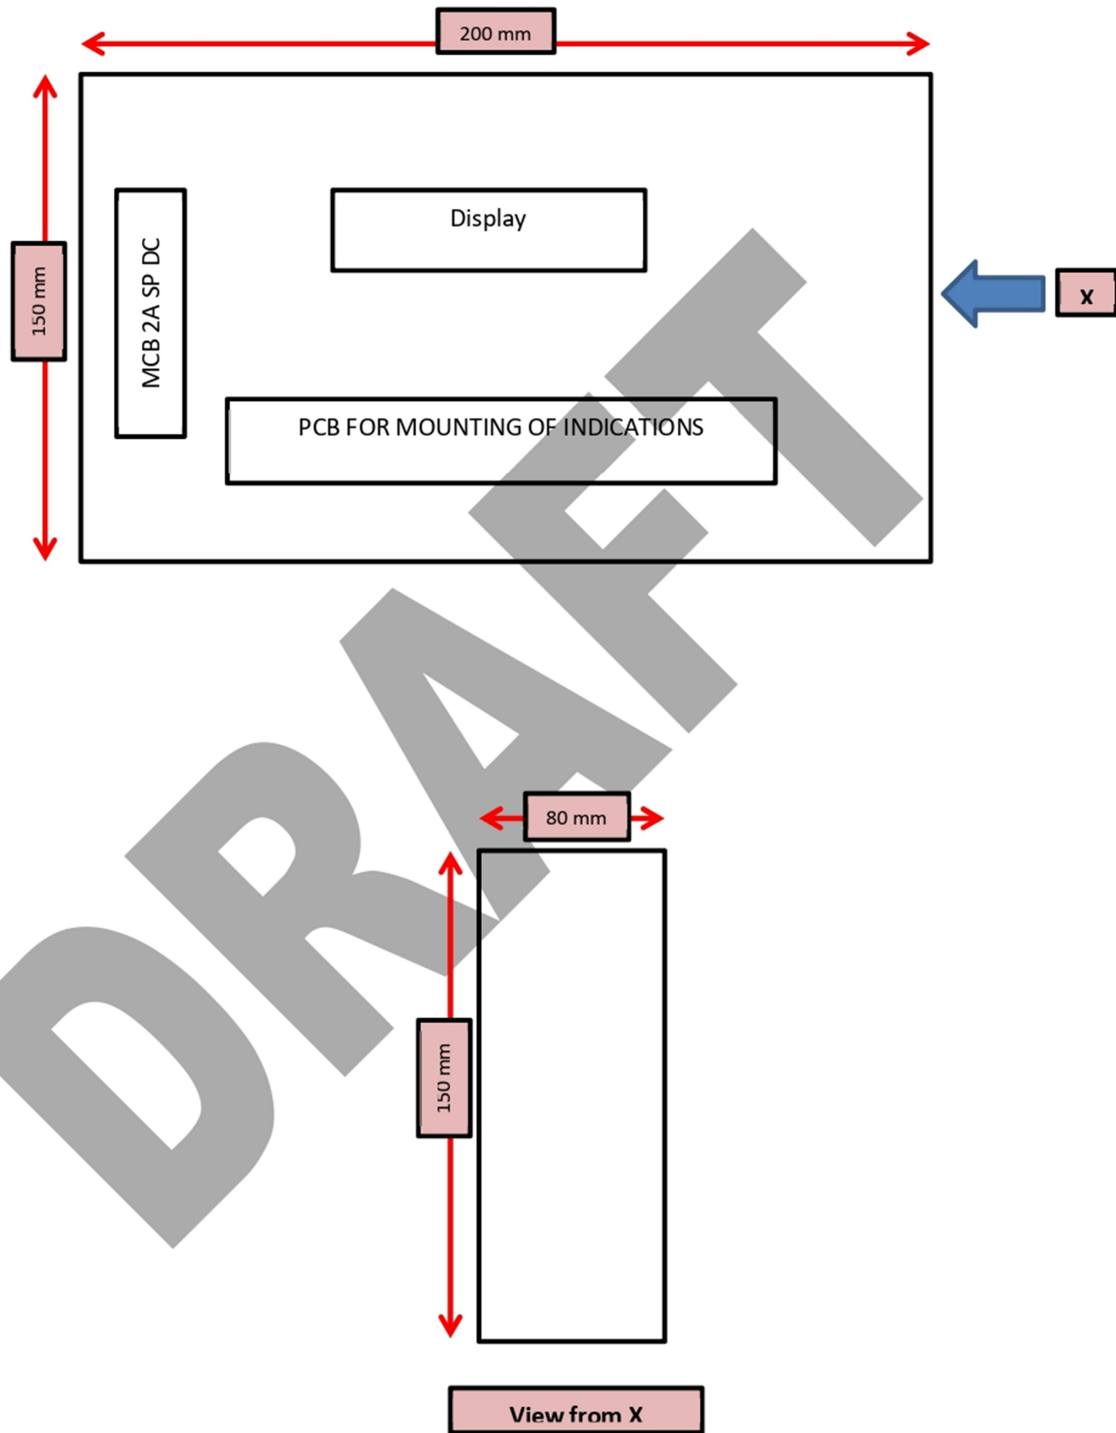 200 mm
150 mm
MCB 2A SP DC
Display
X
PCB FOR MOUNTING OF INDICATIONS
DRAFT
80 mm
150 mm
View from X